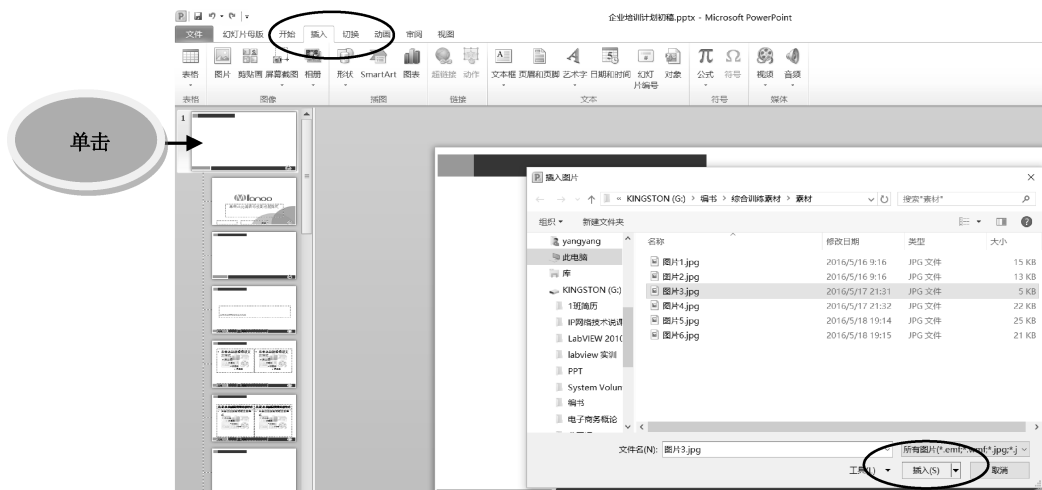 企业培训计划初稿.pptx - Microsoft PowerPoint
文件 幻灯片母版 开始 插入 切换 动画 审阅 视图
表格 图片 剪贴画 屏幕截图 相册 形状 SmartArt 图表 超链接 动作 文本框 页眉和页脚 艺术字 日期和时间 幻灯片编号 对象 公式 符号 视频 音频
表格 图像 插图 链接 文本 符号 媒体
单击
1
插入图片
KINGSTON (G:) 编书 综合训练素材 素材 搜索"素材"
组织 新建文件夹
名称 修改日期 类型 大小
yangyang
此电脑
库
KINGSTON (G:)
1班简历
IP网络技术说课
LabVIEW 2010
labview 实训
PPT
System Volum
编书
电子商务概论
图片1.jpg 2016/5/16 9:16 JPG 文件 15 KB
图片2.jpg 2016/5/16 9:16 JPG 文件 13 KB
图片3.jpg 2016/5/17 21:31 JPG 文件 5 KB
图片4.jpg 2016/5/17 21:32 JPG 文件 22 KB
图片5.jpg 2016/5/18 19:14 JPG 文件 25 KB
图片6.jpg 2016/5/18 19:15 JPG 文件 21 KB
文件名(N): 图片3.jpg 所有图片(*.emf;*.wmf;*.jpg;*.j
工具(L) 插入(S) 取消